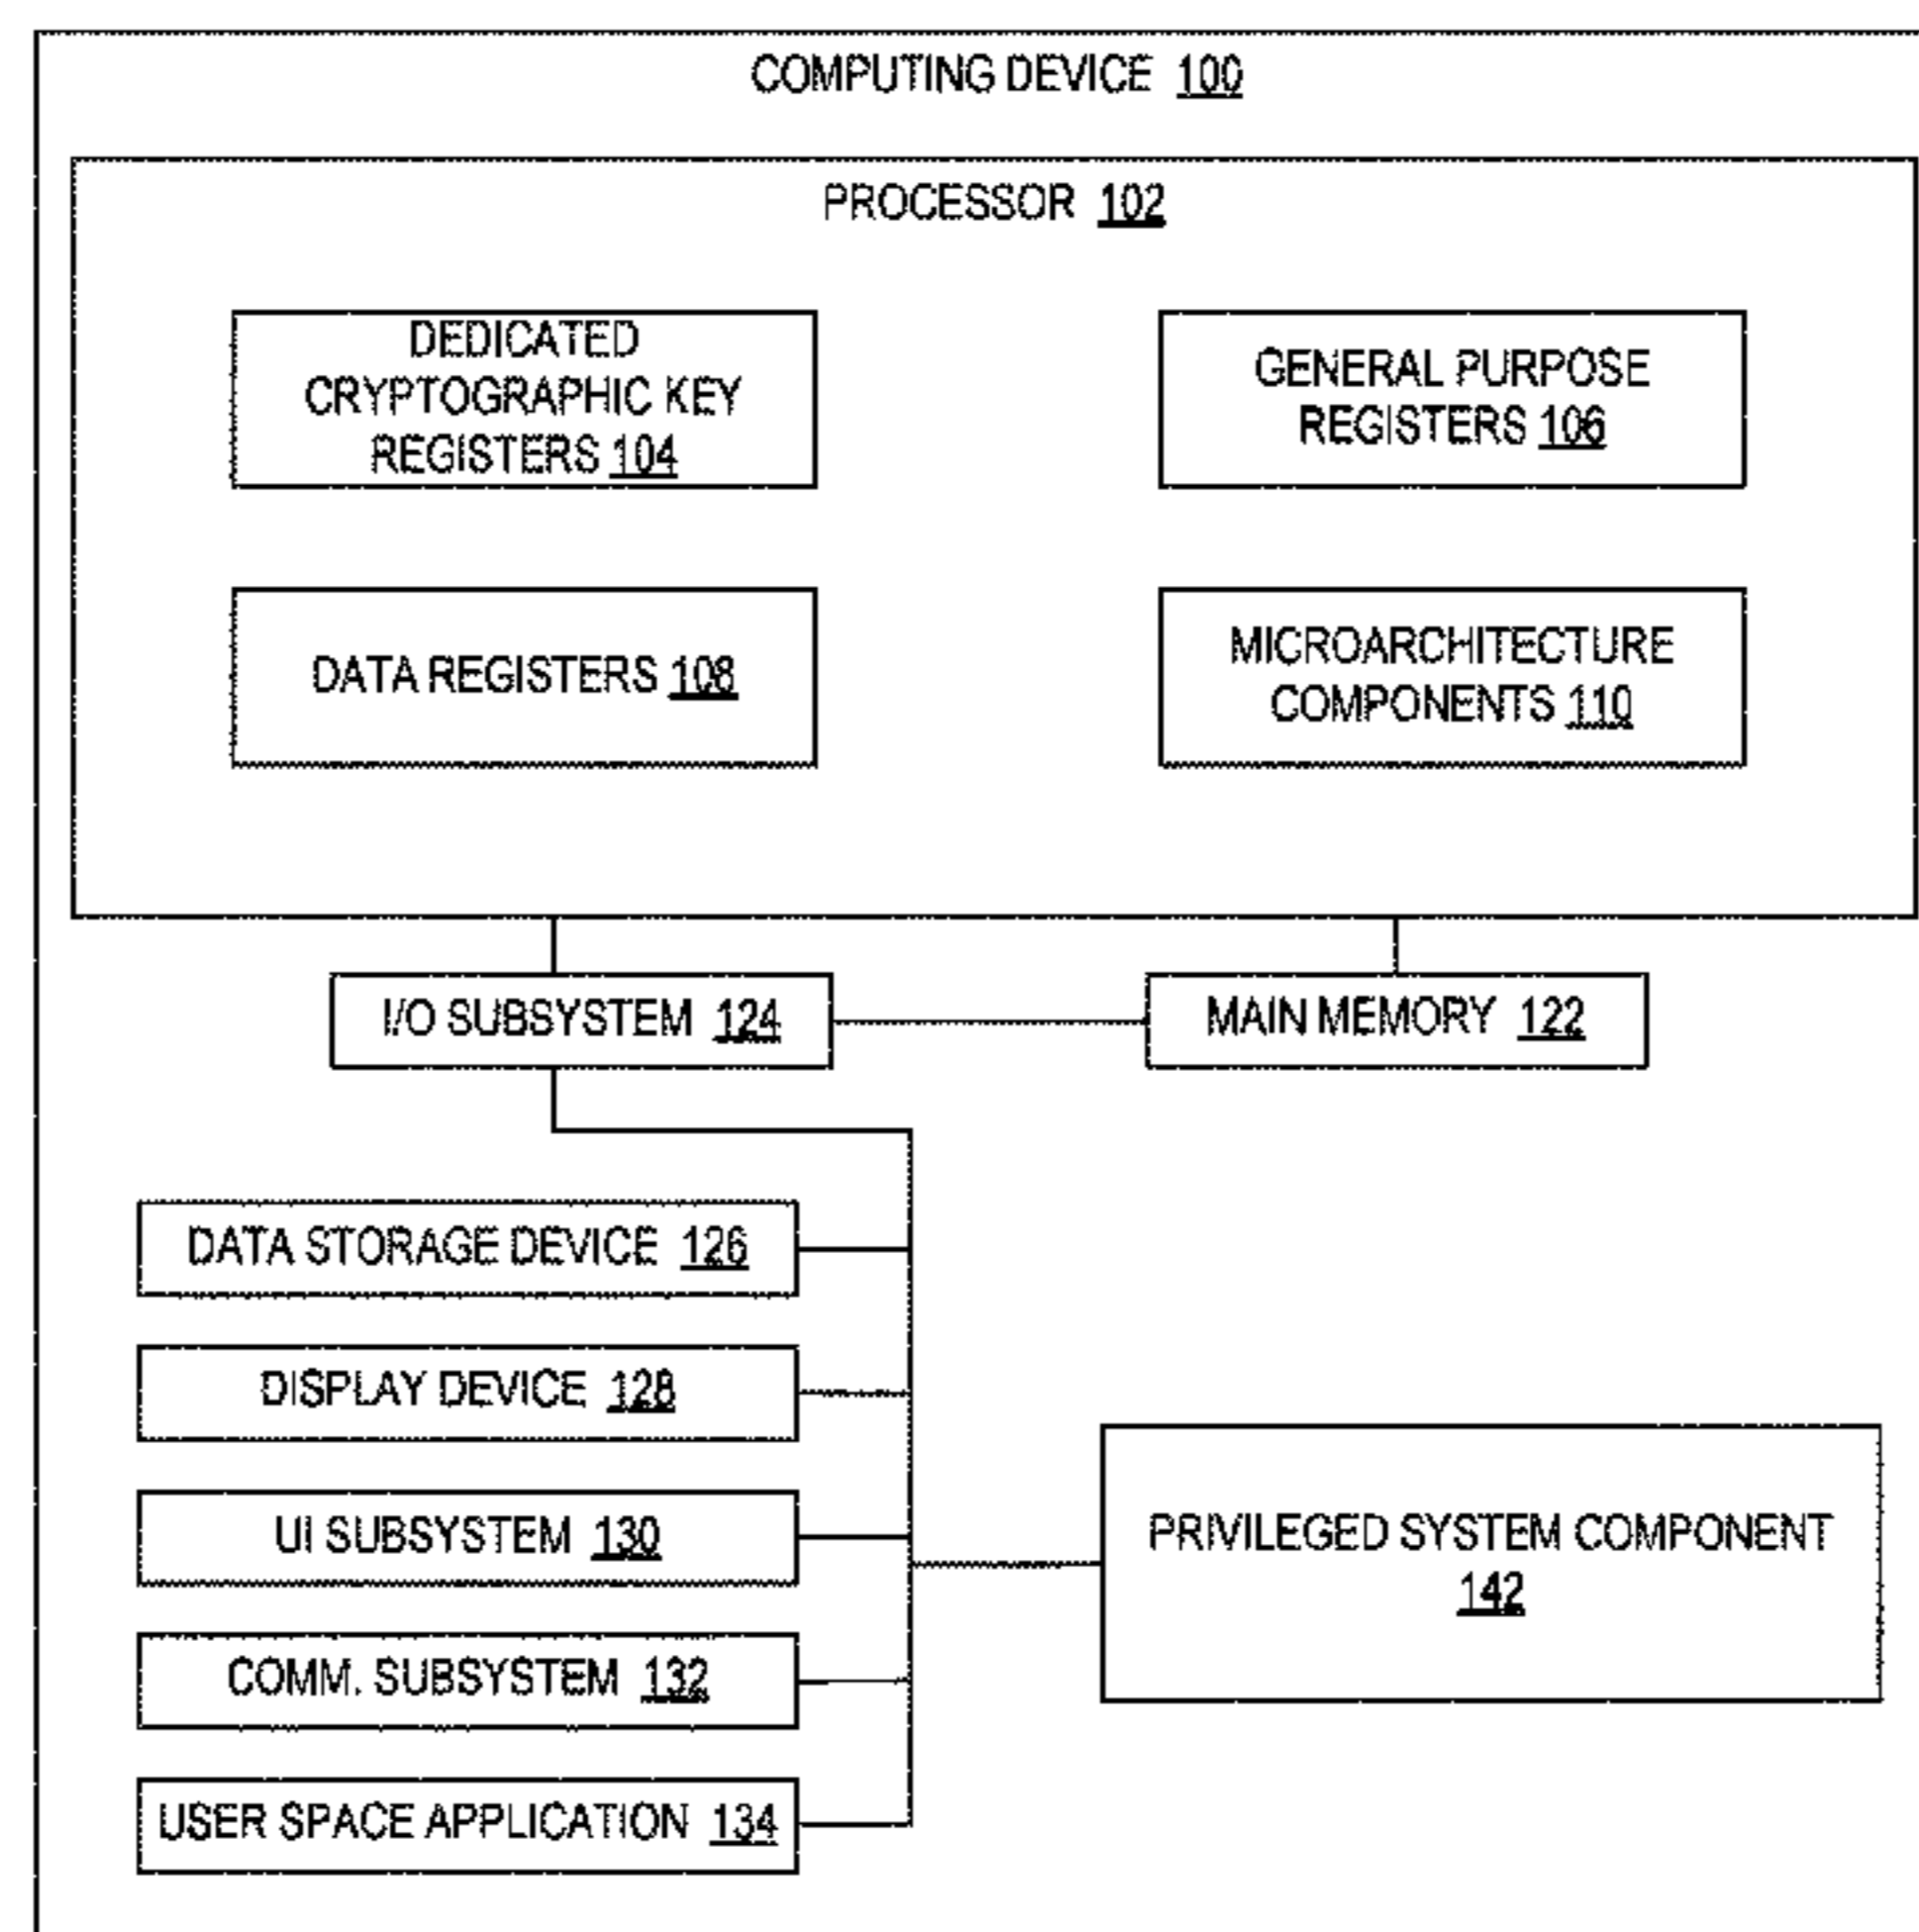 COMPUTING DEVICE 100
PROCESSOR 102
DEDICATED
CRYPTOGRAPHIC KEY
REGISTERS 104
GENERAL PURPOSE
REGISTERS 106
DATA REGISTERS 108
MICROARCHITECTURE
COMPONENTS 110
I/O SUBSYSTEM 124
MAIN MEMORY 122
DATA STORAGE DEVICE 126
DISPLAY DEVICE 128
UI SUBSYSTEM 130
COMM. SUBSYSTEM 132
USER SPACE APPLICATION 134
PRIVILEGED SYSTEM COMPONENT
142